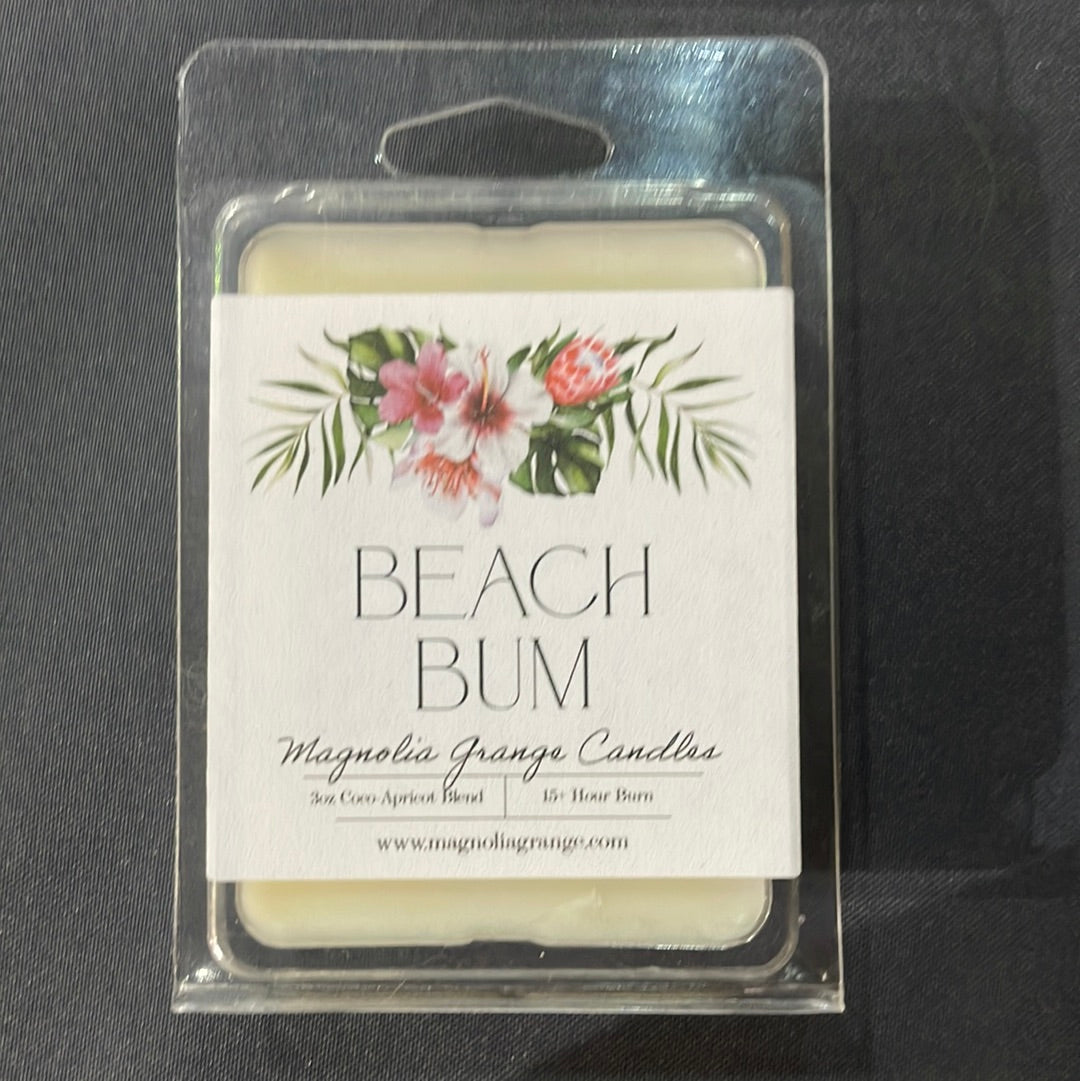 BEACH
BUM
Magnolia Grange Candles
3oz Coco Apricot Blend
15+ Hour Burn
www.magnoliagrange.com